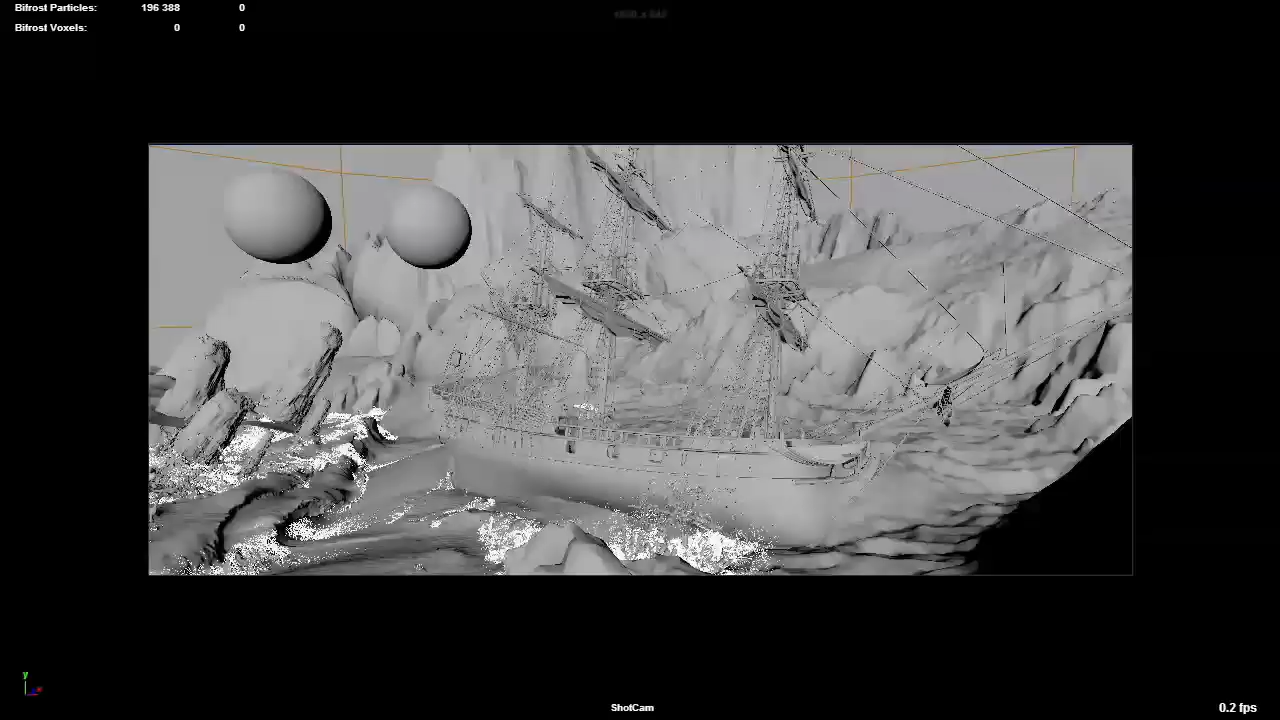 Bifrost Particles: 196 388 0
Bifrost Voxels: 0 0
y
ShotCam
0.2 fps